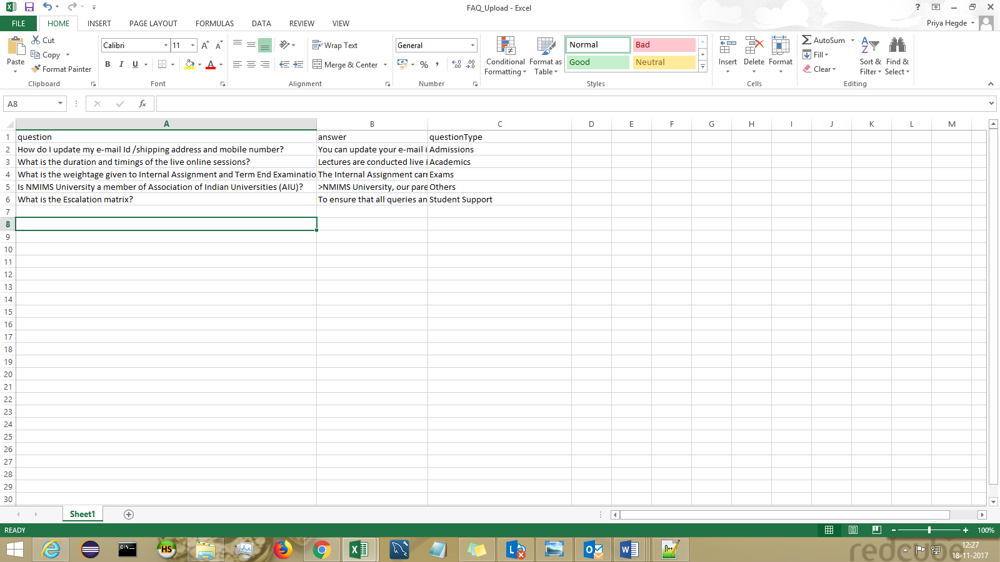 FAQ_Upload - Excel
?
FILE HOME INSERT PAGE LAYOUT FORMULAS DATA REVIEW VIEW Priya Hegde
Paste Cut
Copy
Format Painter
Clipboard
Calibri 11 A A
B I U A
Font
Wrap Text
Merge & Center
Alignment
General
% , .00 .0
Number
Conditional Formatting Format as Table
Normal Bad
Good Neutral
Styles
Insert Delete Format
Cells
AutoSum
Fill
Clear
Sort & Filter Find & Select
Editing
A8 fx
A B C D E F G H I J K L M
1 question answer questionType
2 How do I update my e-mail Id /shipping address and mobile number? You can update your e-mail i Admissions
3 What is the duration and timings of the live online sessions? Lectures are conducted live i Academics
4 What is the weightage given to Internal Assignment and Term End Examinatio The Internal Assignment carr Exams
5 Is NMIMS University a member of Association of Indian Universities (AIU)? >NMIMS University, our pare Others
6 What is the Escalation matrix? To ensure that all queries an Student Support
7
8
9
10
11
12
13
14
15
16
17
18
19
20
21
22
23
24
25
26
27
28
29
30
Sheet1
READY 100%
C:\.
HS
redcube
12:27
18-11-2017